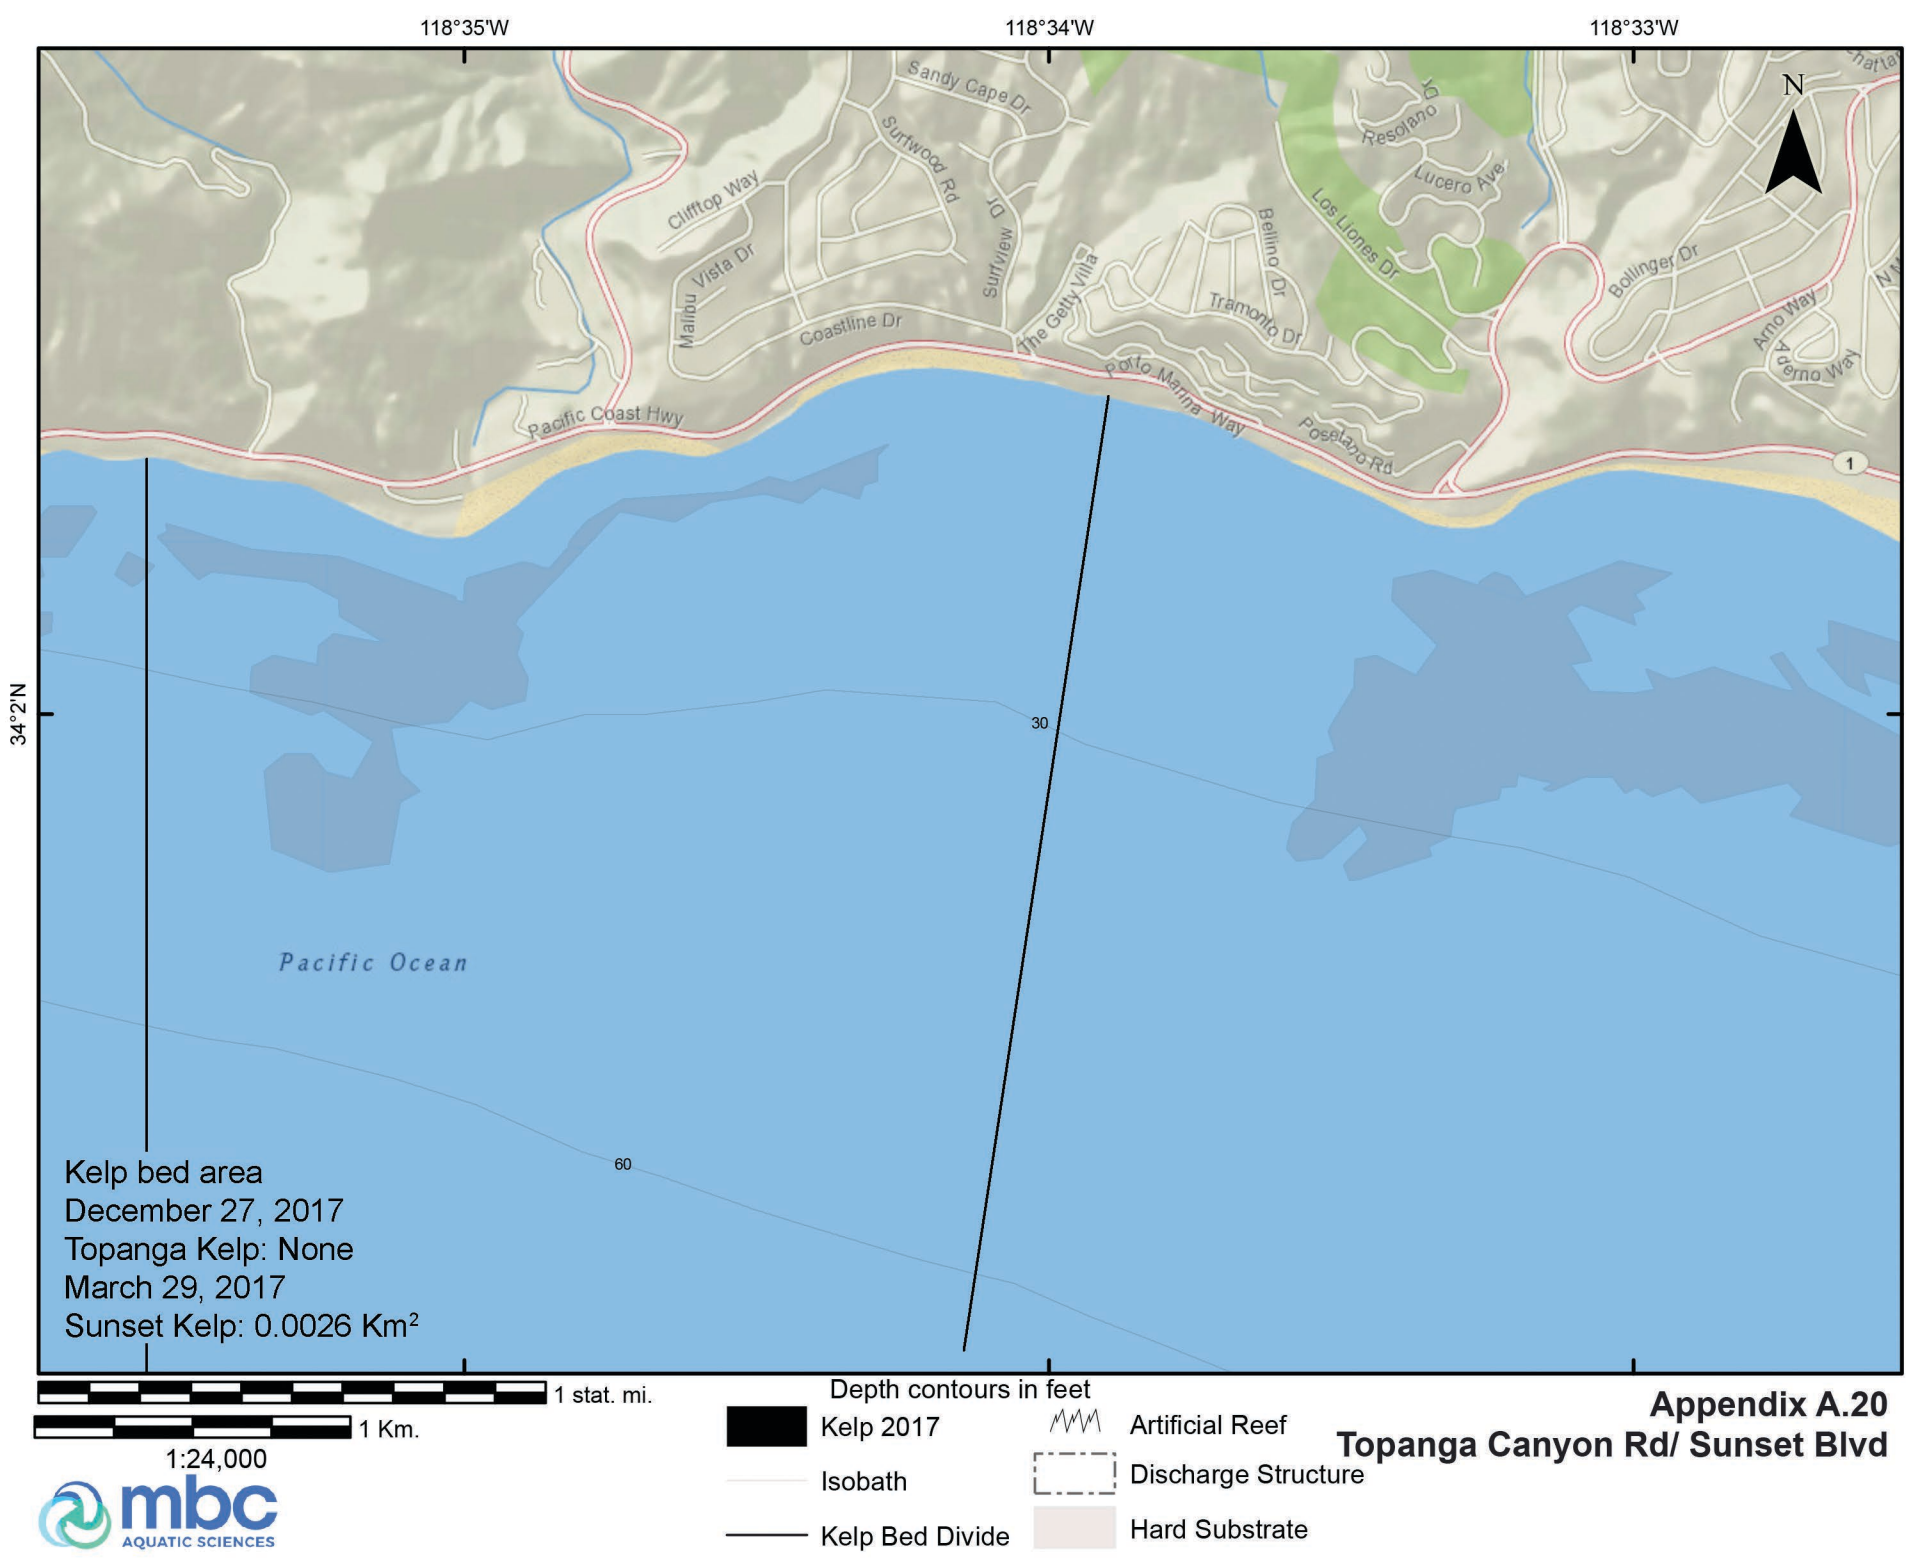 118°35'W
118°34'W
118°33'W
N
Sandy Cape Dr
Surfwood Rd
Clifftop Way
Malibu Vista Dr
Surfview Dr
Coastline Dr
The Getty Villa
Bellino Dr
Tramonto Dr
Los Liones Dr
Resolano Dr
Lucero Ave
Bollinger Dr
Arno Way
Pacific Coast Hwy
Porto Marina Way
Posetano Rd
1
34°2'N
30
Pacific Ocean
60
Kelp bed area
December 27, 2017
Topanga Kelp: None
March 29, 2017
Sunset Kelp: 0.0026 Km²
1 stat. mi.
1 Km.
1:24,000
mbc
AQUATIC SCIENCES
Depth contours in feet
Kelp 2017
Isobath
Kelp Bed Divide
Artificial Reef
Discharge Structure
Hard Substrate
Appendix A.20
Topanga Canyon Rd/ Sunset Blvd